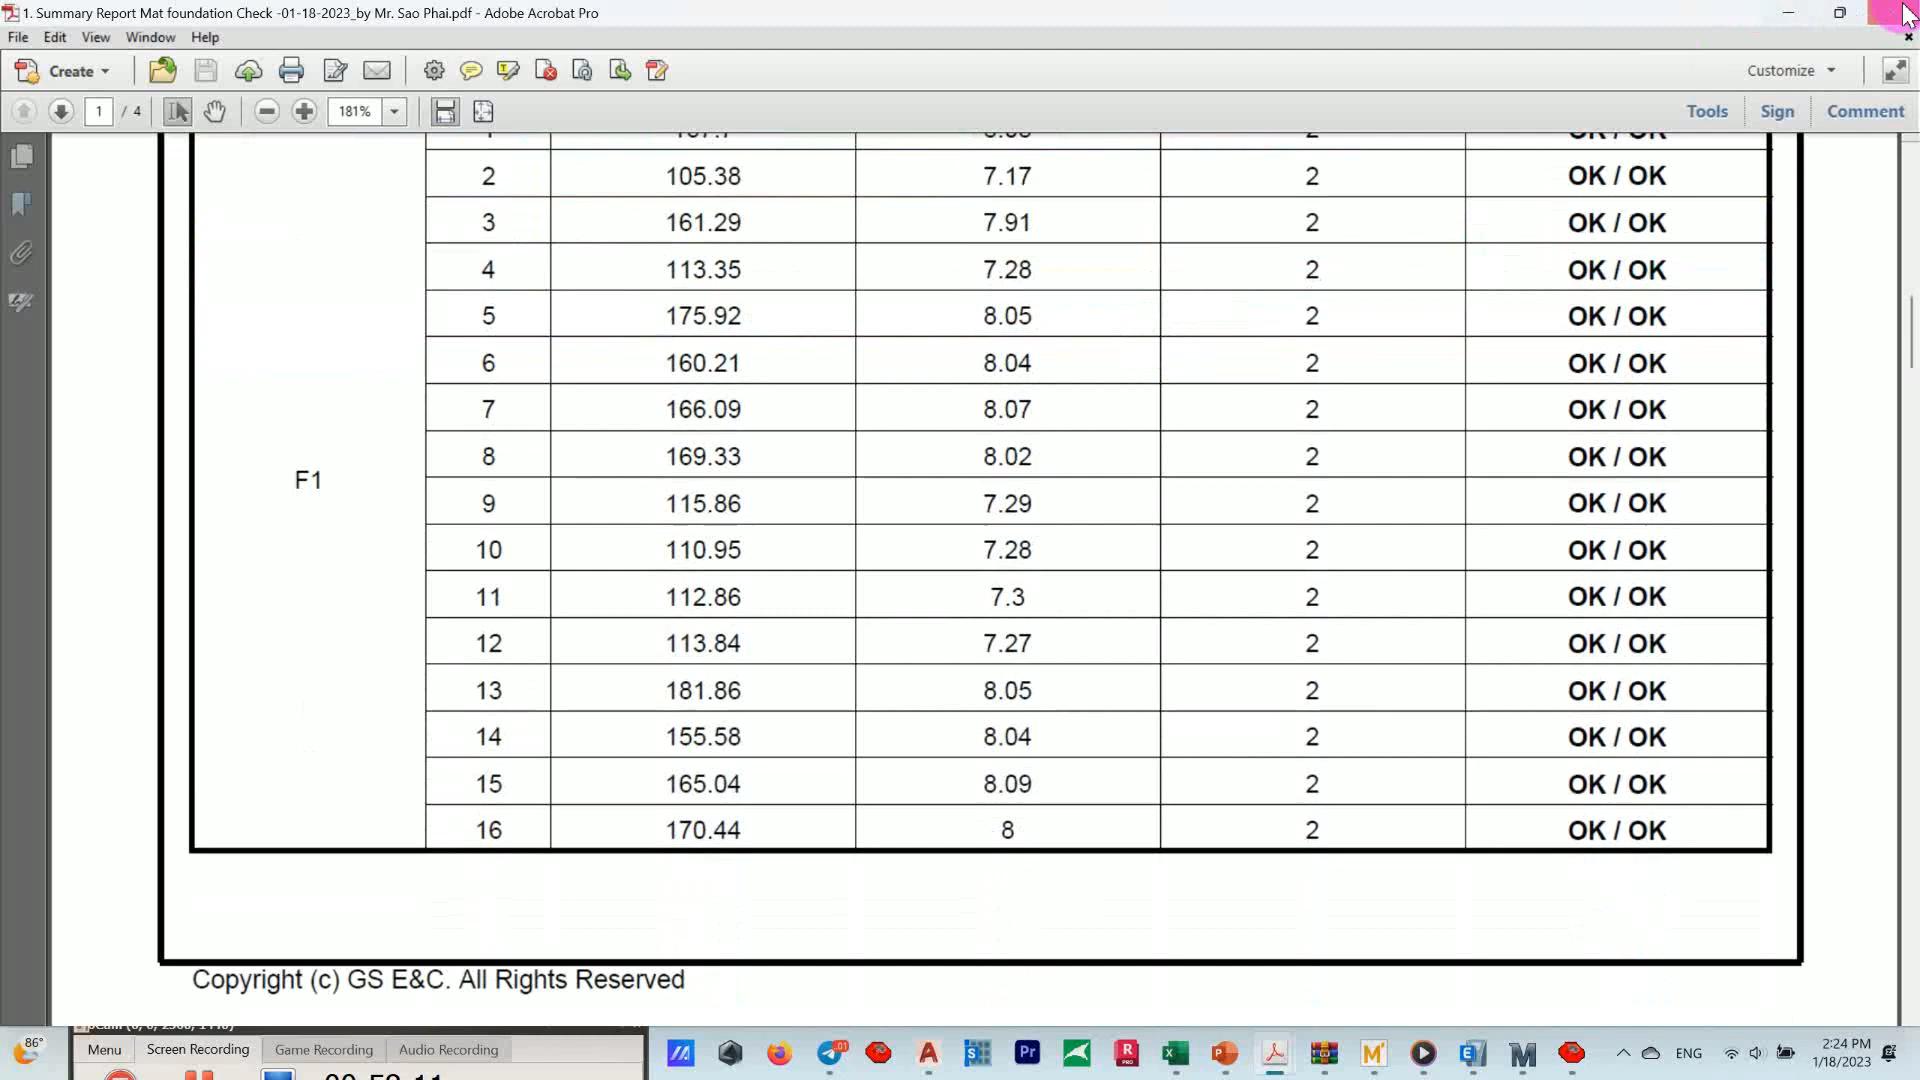 1. Summary Report Mat foundation Check -01-18-2023_by Mr. Sao Phai.pdf - Adobe Acrobat Pro
File Edit View Window Help
Create Customize
1 / 4 181% Tools Sign Comment
2 105.38 7.17 2 OK / OK
3 161.29 7.91 2 OK / OK
4 113.35 7.28 2 OK / OK
5 175.92 8.05 2 OK / OK
6 160.21 8.04 2 OK / OK
7 166.09 8.07 2 OK / OK
8 169.33 8.02 2 OK / OK
F1
9 115.86 7.29 2 OK / OK
10 110.95 7.28 2 OK / OK
11 112.86 7.3 2 OK / OK
12 113.84 7.27 2 OK / OK
13 181.86 8.05 2 OK / OK
14 155.58 8.04 2 OK / OK
15 165.04 8.09 2 OK / OK
16 170.44 8 2 OK / OK
Copyright (c) GS E&C. All Rights Reserved
86°
Menu Screen Recording Game Recording Audio Recording
ENG
2:24 PM
1/18/2023